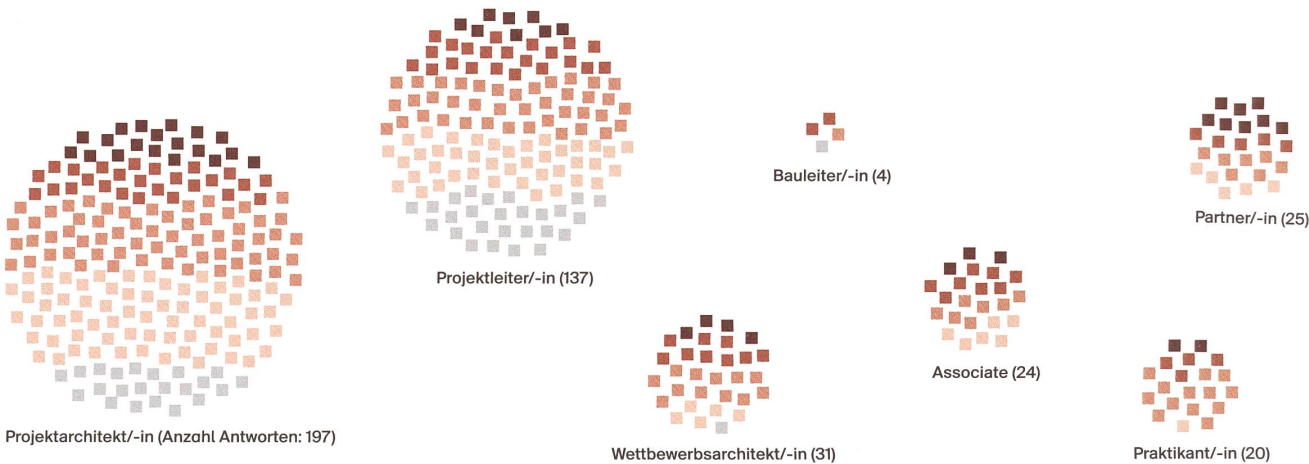 Bauleiter/-in (4)
Partner/-in (25)
Projektleiter/-in (137)
Associate (24)
Projektarchitekt/-in (Anzahl Antworten: 197)
Wettbewerbsarchitekt/-in (31)
Praktikant/-in (20)